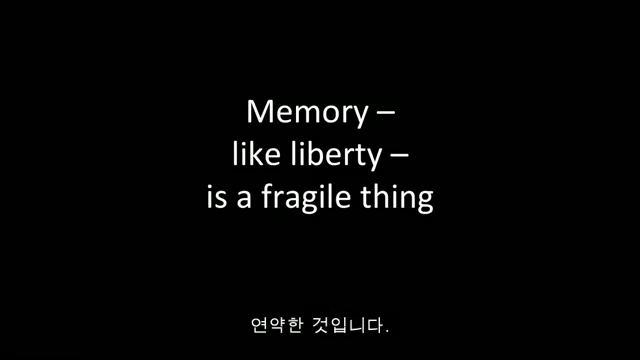 Memory –
like liberty –
is a fragile thing
연약한 것입니다.